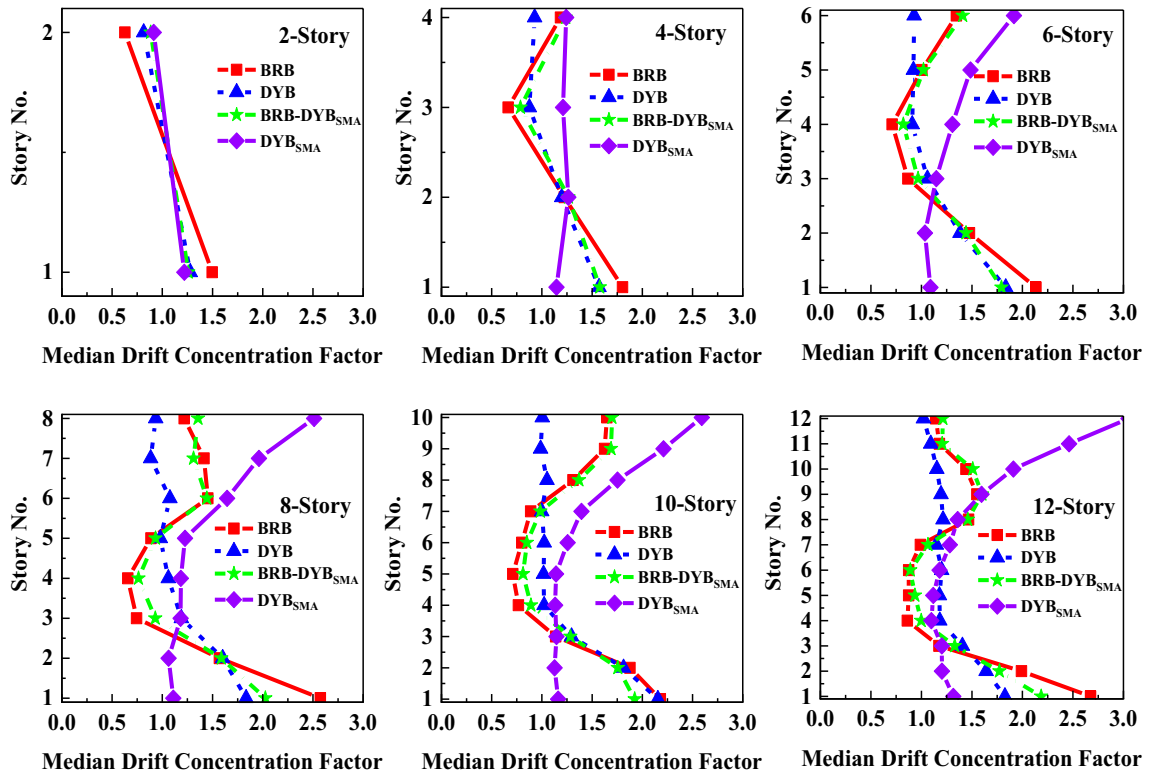 2-Story
BRB
DYB
BRB-DYBSMA
DYBSMA
Story No.
2
1
0.0 0.5 1.0 1.5 2.0 2.5 3.0
Median Drift Concentration Factor
4-Story
BRB
DYB
BRB-DYBSMA
DYBSMA
Story No.
4
3
2
1
0.0 0.5 1.0 1.5 2.0 2.5 3.0
Median Drift Concentration Factor
6-Story
BRB
DYB
BRB-DYBSMA
DYBSMA
Story No.
6
5
4
3
2
1
0.0 0.5 1.0 1.5 2.0 2.5 3.0
Median Drift Concentration Factor
8-Story
BRB
DYB
BRB-DYBSMA
DYBSMA
Story No.
8
7
6
5
4
3
2
1
0.0 0.5 1.0 1.5 2.0 2.5 3.0
Median Drift Concentration Factor
10-Story
BRB
DYB
BRB-DYBSMA
DYBSMA
Story No.
10
9
8
7
6
5
4
3
2
1
0.0 0.5 1.0 1.5 2.0 2.5 3.0
Median Drift Concentration Factor
12-Story
BRB
DYB
BRB-DYBSMA
DYBSMA
Story No.
12
11
10
9
8
7
6
5
4
3
2
1
0.0 0.5 1.0 1.5 2.0 2.5 3.0
Median Drift Concentration Factor